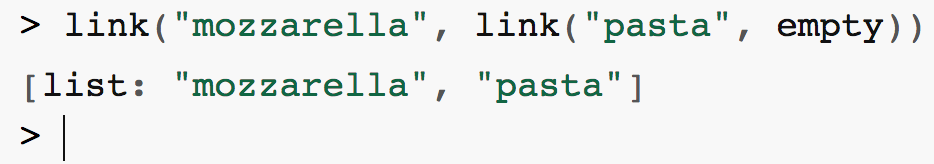 > link("mozzarella", link("pasta", empty))
[list: "mozzarella", "pasta"]
>